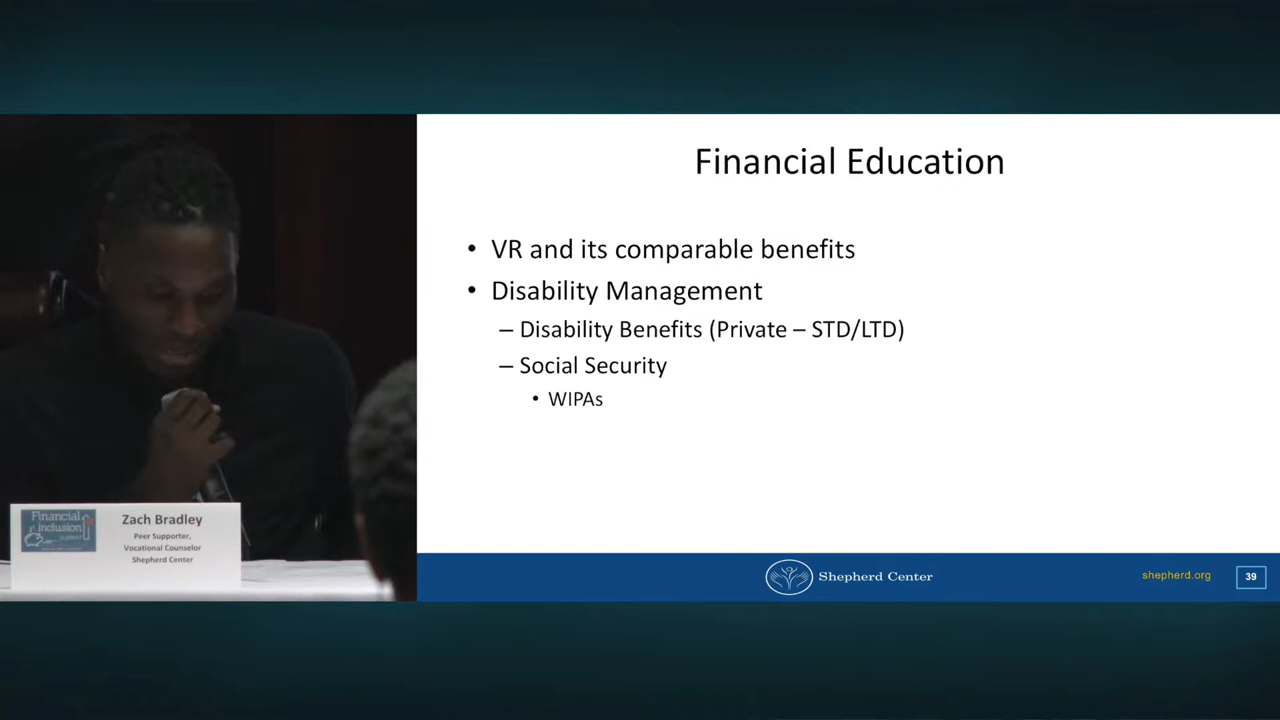 Financial Education
• VR and its comparable benefits
• Disability Management
– Disability Benefits (Private – STD/LTD)
– Social Security
• WIPAs
Financial
Inclusion
SUMMIT
Zach Bradley
Peer Supporter,
Vocational Counselor
Shepherd Center
Shepherd Center
shepherd.org
39